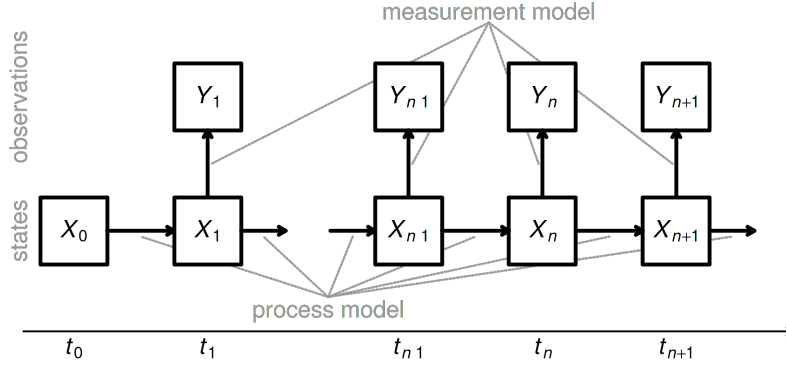 measurement model
observations
Y1 Yn 1 Yn Yn+1
states
X0 X1 Xn 1 Xn Xn+1
process model
t0 t1 tn 1 tn tn+1